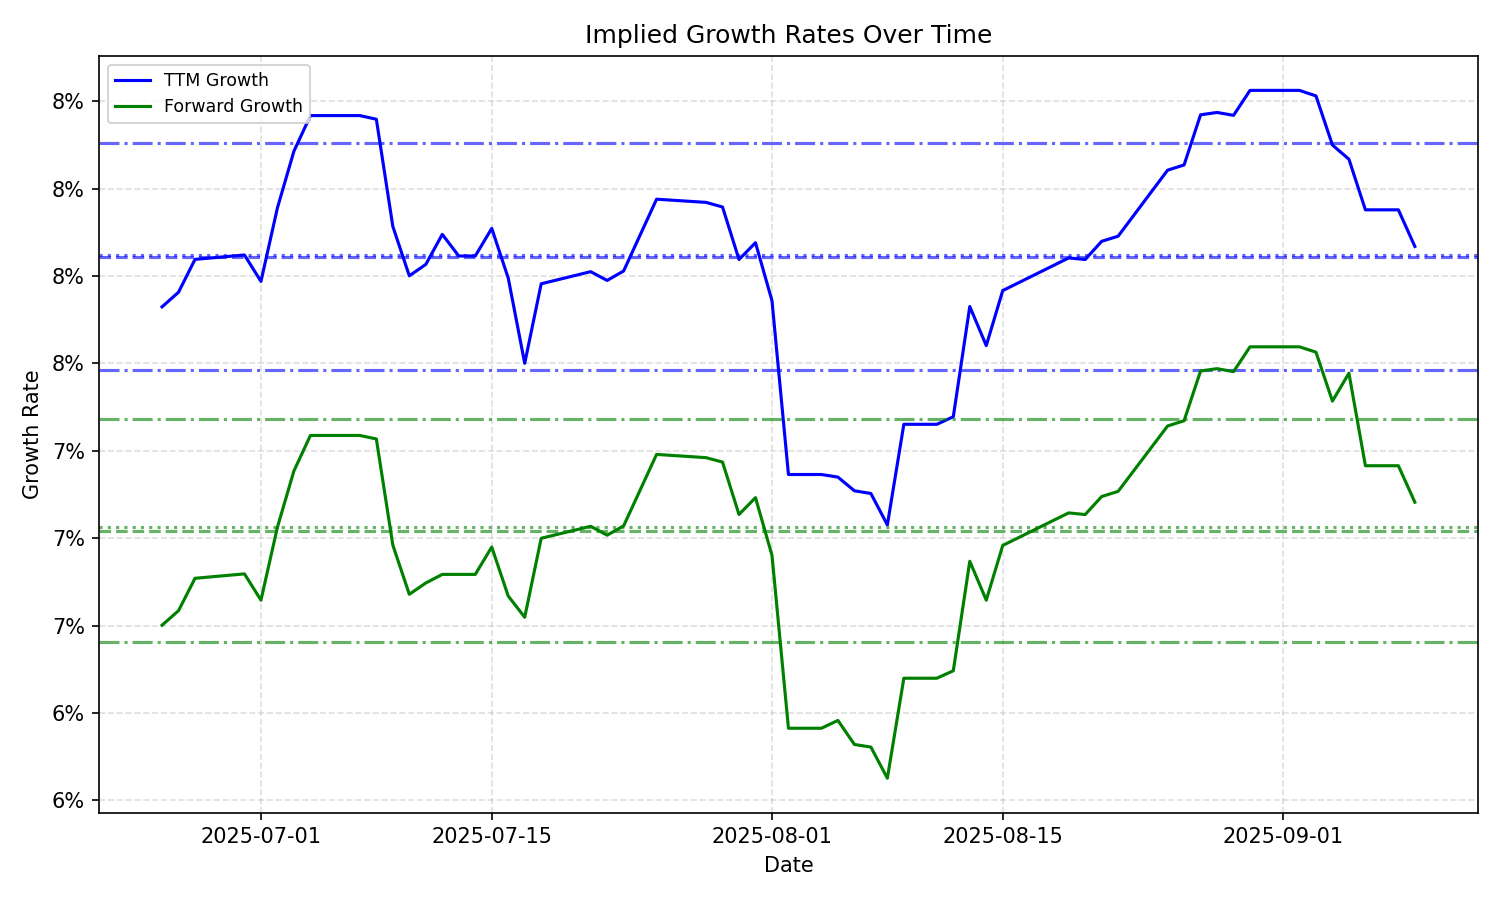 Implied Growth Rates Over Time
TTM Growth
Forward Growth
8%
8%
8%
8%
7%
7%
7%
6%
6%
Growth Rate
2025-07-01
2025-07-15
2025-08-01
2025-08-15
2025-09-01
Date